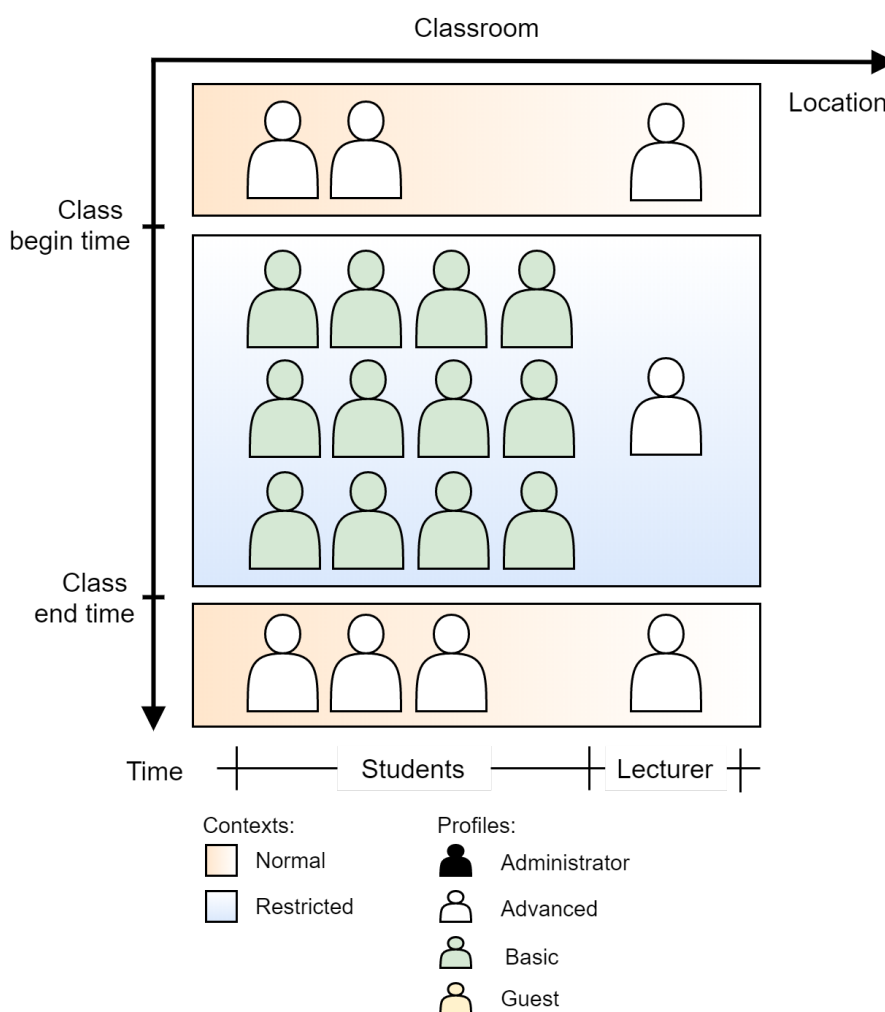 Classroom
Location
Class
begin time
Class
end time
Time
Students
Lecturer
Contexts:
Normal
Restricted
Profiles:
Administrator
Advanced
Basic
Guest